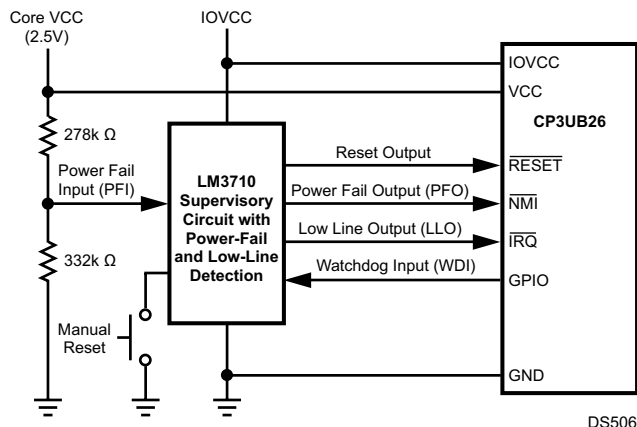 Core VCC
(2.5V)
IOVCC
IOVCC
VCC
CP3UB26
278k Ω
Power Fail
Input (PFI)
332k Ω
LM3710
Supervisory
Circuit with
Power-Fail
and Low-Line
Detection
Reset Output
RESET
Power Fail Output (PFO)
NMI
Low Line Output (LLO)
IRQ
Watchdog Input (WDI)
GPIO
Manual
Reset
GND
DS506